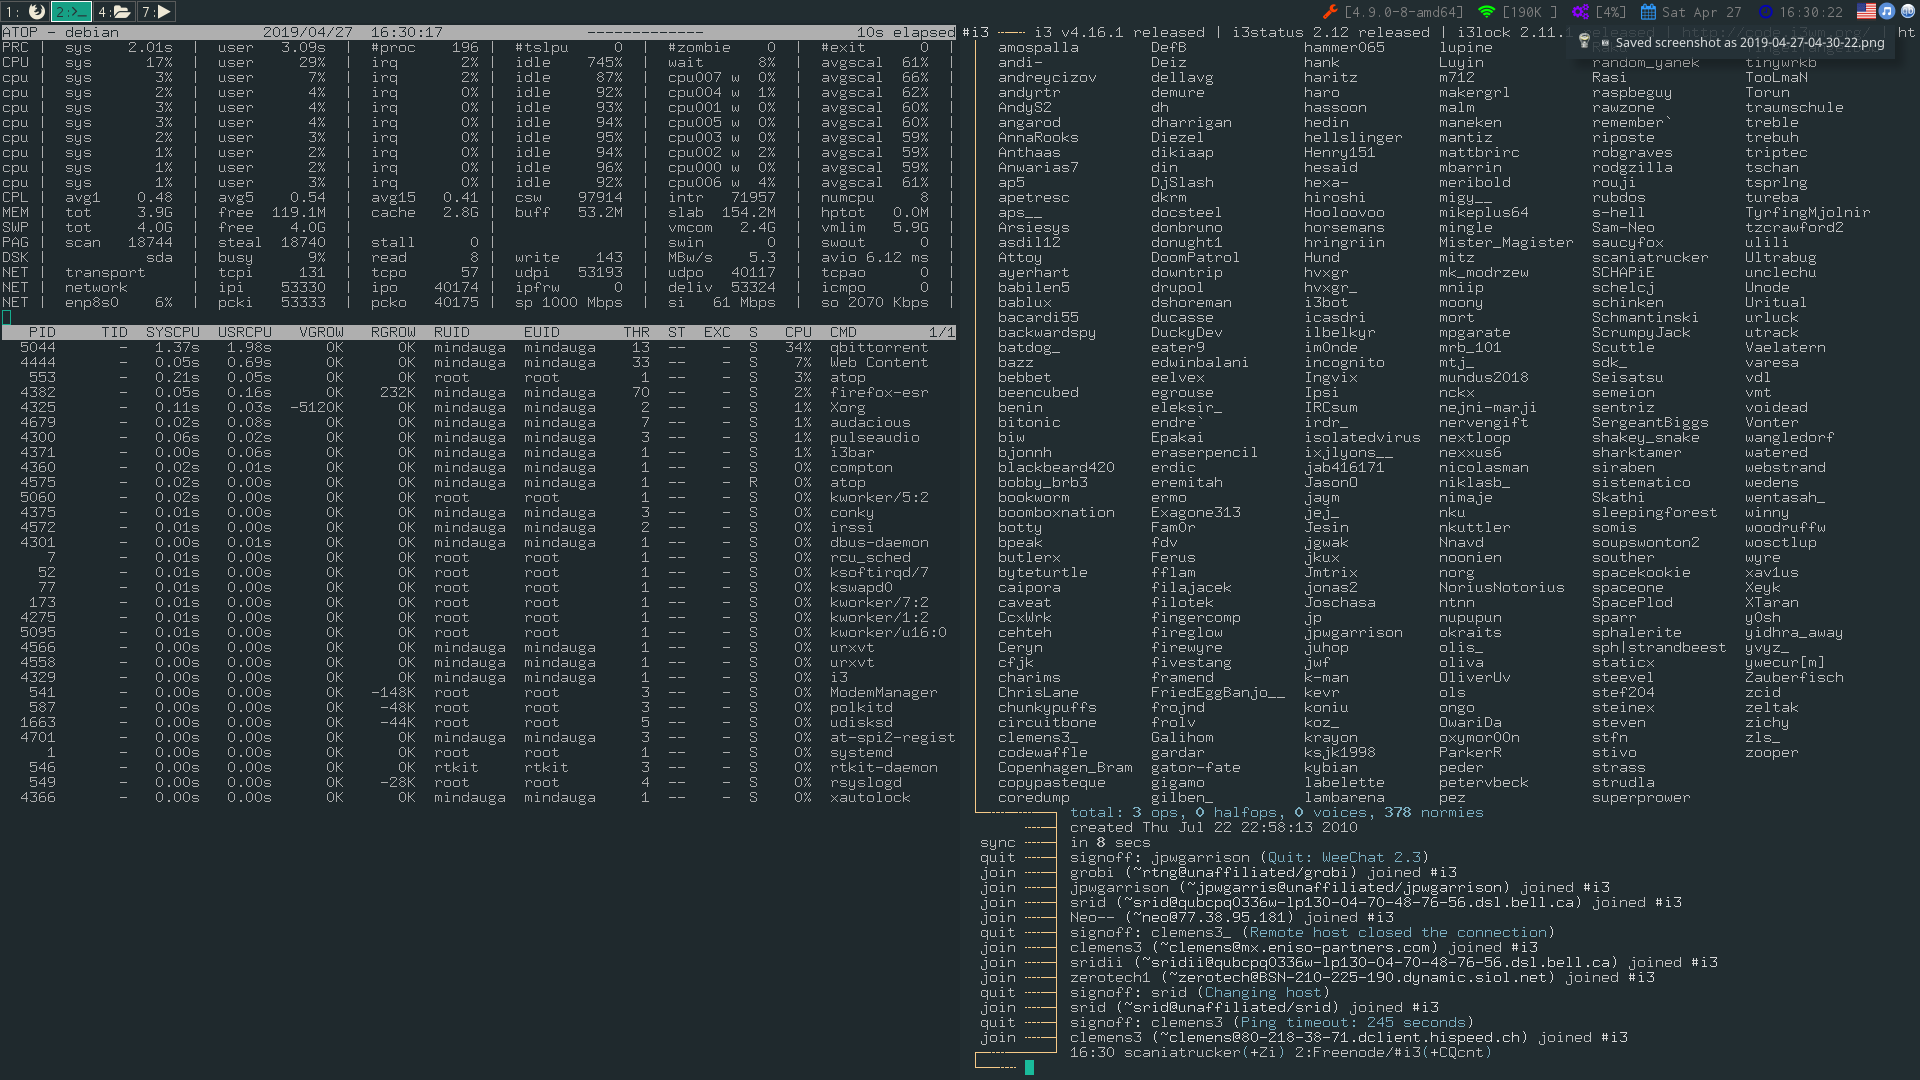 1: 2:>_ 4: 7: [4.9.0-8-amd64] [190K ] [4%] Sat Apr 27 16:30:22
Saved screenshot as 2019-04-27-04-30-22.png
ATOP - debian 2019/04/27 16:30:17 ------------- 10s elapsed
PRC | sys 2.01s | user 3.09s | #proc 196 | #tslpu 0 | #zombie 0 | #exit 0 |
CPU | sys 17% | user 29% | irq 2% | idle 745% | wait 8% | avgscal 61% |
cpu | sys 3% | user 7% | irq 2% | idle 87% | cpu007 w 0% | avgscal 66% |
cpu | sys 2% | user 4% | irq 0% | idle 92% | cpu004 w 1% | avgscal 62% |
cpu | sys 3% | user 4% | irq 0% | idle 93% | cpu001 w 0% | avgscal 60% |
cpu | sys 3% | user 4% | irq 0% | idle 94% | cpu005 w 0% | avgscal 60% |
cpu | sys 2% | user 3% | irq 0% | idle 95% | cpu003 w 0% | avgscal 59% |
cpu | sys 1% | user 2% | irq 0% | idle 94% | cpu002 w 2% | avgscal 59% |
cpu | sys 1% | user 2% | irq 0% | idle 96% | cpu000 w 0% | avgscal 59% |
cpu | sys 1% | user 3% | irq 0% | idle 92% | cpu006 w 4% | avgscal 61% |
CPL | avg1 0.48 | avg5 0.54 | avg15 0.41 | csw 97914 | intr 71957 | numcpu 8 |
MEM | tot 3.9G | free 119.1M | cache 2.8G | buff 53.2M | slab 154.2M | hptot 0.0M |
SWP | tot 4.0G | free 4.0G | | | vmcom 2.4G | vmlim 5.9G |
PAG | scan 18744 | steal 18740 | stall 0 | | swin 0 | swout 0 |
DSK | sda | busy 9% | read 8 | write 143 | MBw/s 5.3 | avio 6.12 ms |
NET | transport | tcpi 131 | tcpo 57 | udpi 53193 | udpo 40117 | tcpao 0 |
NET | network | ipi 53330 | ipo 40174 | ipfrw 0 | deliv 53324 | icmpo 0 |
NET | enp8s0 6% | pcki 53333 | pcko 40175 | sp 1000 Mbps | si 61 Mbps | so 2070 Kbps |
PID TID SYSCPU USRCPU VGROW RGROW RUID EUID THR ST EXC S CPU CMD 1/1
5044 - 1.37s 1.98s 0K 0K mindauga mindauga 13 -- - S 34% qbittorrent
4444 - 0.05s 0.69s 0K 0K mindauga mindauga 33 -- - S 7% Web Content
553 - 0.21s 0.05s 0K 0K root root 1 -- - S 3% atop
4382 - 0.05s 0.16s 0K 232K mindauga mindauga 70 -- - S 2% firefox-esr
4325 - 0.11s 0.03s -5120K 0K mindauga mindauga 2 -- - S 1% Xorg
4679 - 0.02s 0.08s 0K 0K mindauga mindauga 7 -- - S 1% audacious
4300 - 0.06s 0.02s 0K 0K mindauga mindauga 3 -- - S 1% pulseaudio
4371 - 0.00s 0.06s 0K 0K mindauga mindauga 1 -- - S 1% i3bar
4360 - 0.02s 0.01s 0K 0K mindauga mindauga 1 -- - S 0% compton
4575 - 0.02s 0.00s 0K 0K mindauga mindauga 1 -- - R 0% atop
5060 - 0.02s 0.00s 0K 0K root root 1 -- - S 0% kworker/5:2
4375 - 0.01s 0.00s 0K 0K mindauga mindauga 3 -- - S 0% conky
4572 - 0.01s 0.00s 0K 0K mindauga mindauga 2 -- - S 0% irssi
4301 - 0.00s 0.01s 0K 0K mindauga mindauga 1 -- - S 0% dbus-daemon
7 - 0.01s 0.00s 0K 0K root root 1 -- - S 0% rcu_sched
52 - 0.01s 0.00s 0K 0K root root 1 -- - S 0% ksoftirqd/7
77 - 0.01s 0.00s 0K 0K root root 1 -- - S 0% kswapd0
173 - 0.01s 0.00s 0K 0K root root 1 -- - S 0% kworker/7:2
4275 - 0.01s 0.00s 0K 0K root root 1 -- - S 0% kworker/1:2
5095 - 0.01s 0.00s 0K 0K root root 1 -- - S 0% kworker/u16:0
4566 - 0.00s 0.00s 0K 0K mindauga mindauga 1 -- - S 0% urxvt
4558 - 0.00s 0.00s 0K 0K mindauga mindauga 1 -- - S 0% urxvt
4329 - 0.00s 0.00s 0K 0K mindauga mindauga 1 -- - S 0% i3
541 - 0.00s 0.00s 0K -148K root root 3 -- - S 0% ModemManager
587 - 0.00s 0.00s 0K -48K root root 3 -- - S 0% polkitd
1663 - 0.00s 0.00s 0K -44K root root 5 -- - S 0% udisksd
4701 - 0.00s 0.00s 0K 0K mindauga mindauga 3 -- - S 0% at-spi2-regist
1 - 0.00s 0.00s 0K 0K root root 1 -- - S 0% systemd
546 - 0.00s 0.00s 0K 0K rtkit rtkit 3 -- - S 0% rtkit-daemon
549 - 0.00s 0.00s 0K -28K root root 4 -- - S 0% rsyslogd
4366 - 0.00s 0.00s 0K 0K mindauga mindauga 1 -- - S 0% xautolock
#i3 ---- i3 v4.16.1 released | i3status 2.12 released | i3lock 2.11.1 released | http://code.i3wm.org/ | ht
amospalla DefB hammer065 lupine
andi- Deiz hank Luyin random_yanek tinywrkb
andreycizov dellavg haritz m712 Rasi TooLmaN
andyrtr demure haro makergrl raspbeguy Torun
AndyS2 dh hassoon malm rawzone traumschule
angarod dharrigan hedin maneken remember` treble
AnnaRooks Diezel hellslinger mantiz riposte trebuh
Anthaas dikiaap Henry151 mattbrirc robgraves triptec
Anwarias7 din hesaid mbarrin rodgzilla tschan
ap5 DjSlash hexa- meribold rouji tsprlng
apetresc dkrm hiroshi migy__ rubdos tureba
aps__ docsteel Hooloovoo mikeplus64 s-hell TyrfingMjolnir
Arsiesys donbruno horsemans mingle Sam-Neo tzcrawford2
asdil12 donught1 hringriin Mister_Magister saucyfox ulili
Attoy DoomPatrol Hund mitz scaniatrucker Ultrabug
ayerhart downtrip hvxgr mk_modrzew SCHAPiE unclechu
babilen5 drupol hvxgr_ mniip schelcj Unode
bablux dshoreman i3bot moony schinken Uritual
bacardi55 ducasse icasdri mort Schmantinski urluck
backwardspy DuckyDev ilbelkyr mpgarate ScrumpyJack utrack
batdog_ eater9 im0nde mrb_101 Scuttle Vaelatern
bazz edwinbalani incognito mtj_ sdk_ varesa
bebbet eelvex Ingvix mundus2018 Seisatsu vdl
beencubed egrouse Ipsi nckx semeion vmt
benin eleksir_ IRCsum nejni-marji sentriz voidead
bitonic endre` irdr_ nervengift SergeantBiggs Vonter
biw Epakai isolatedvirus nextloop shakey_snake wangledorf
bjonnh eraserpencil ixjlyons__ nexxus6 sharktamer watered
blackbeard420 erdic jab416171 nicolasman siraben webstrand
bobby_brb3 eremitah JasonO niklasb_ sistematico wedens
bookworm ermo jaym nimaje Skathi wentasah_
boomboxnation Exagone313 jej_ nku sleepingforest winny
botty Fam0r Jesin nkuttler somis woodruffw
bpeak fdv jgwak Nnavd soupswonton2 wosctlup
butlerx Ferus jkux noonien souther wyre
byteturtle fflam Jmtrix norg spacekookie xav1us
caipora filajacek jonas2 NoriusNotorius spaceone Xeyk
caveat filotek Joschasa ntnn SpacePlod XTaran
CcxWrk fingercomp jp nupupun sparr y0sh
cehteh fireglow jpwgarrison okraits sphalerite yidhra_away
Ceryn firewyre juhop olis_ sph|strandbeest yvyz_
cfjk fivestang jwf oliva staticx ywecur[m]
charims framend k-man OliverUv steevel Zauberfisch
ChrisLane FriedEggBanjo__ kevr ols stef204 zcid
chunkypuffs frojnd koniu ongo steinex zeltak
circuitbone frolv koz_ OwariDa steven zichy
clemens3_ Galihom krayon oxymor00n stfn zls_
codewaffle gardar ksjk1998 ParkerR stivo zooper
Copenhagen_Bram gator-fate kybian peder strass
copypasteque gigamo labelette petervbeck strudla
coredump gilben_ lambarena pez superprower
total: 3 ops, 0 halfops, 0 voices, 378 normies
created Thu Jul 22 22:58:13 2010
sync in 8 secs
quit signoff: jpwgarrison (Quit: WeeChat 2.3)
join grobi (~rtng@unaffiliated/grobi) joined #i3
join jpwgarrison (~jpwgarris@unaffiliated/jpwgarrison) joined #i3
join srid (~srid@qubcpq0336w-lp130-04-70-48-76-56.dsl.bell.ca) joined #i3
join Neo-- (~neo@77.38.95.181) joined #i3
quit signoff: clemens3_ (Remote host closed the connection)
join clemens3 (~clemens@mx.eniso-partners.com) joined #i3
join sridii (~sridii@qubcpq0336w-lp130-04-70-48-76-56.dsl.bell.ca) joined #i3
join zerotech1 (~zerotech@BSN-210-225-190.dynamic.siol.net) joined #i3
quit signoff: srid (Changing host)
join srid (~srid@unaffiliated/srid) joined #i3
quit signoff: clemens3 (Ping timeout: 245 seconds)
join clemens3 (~clemens@80-218-38-71.dclient.hispeed.ch) joined #i3
16:30 scaniatrucker(+Zi) 2:Freenode/#i3(+CQcnt)